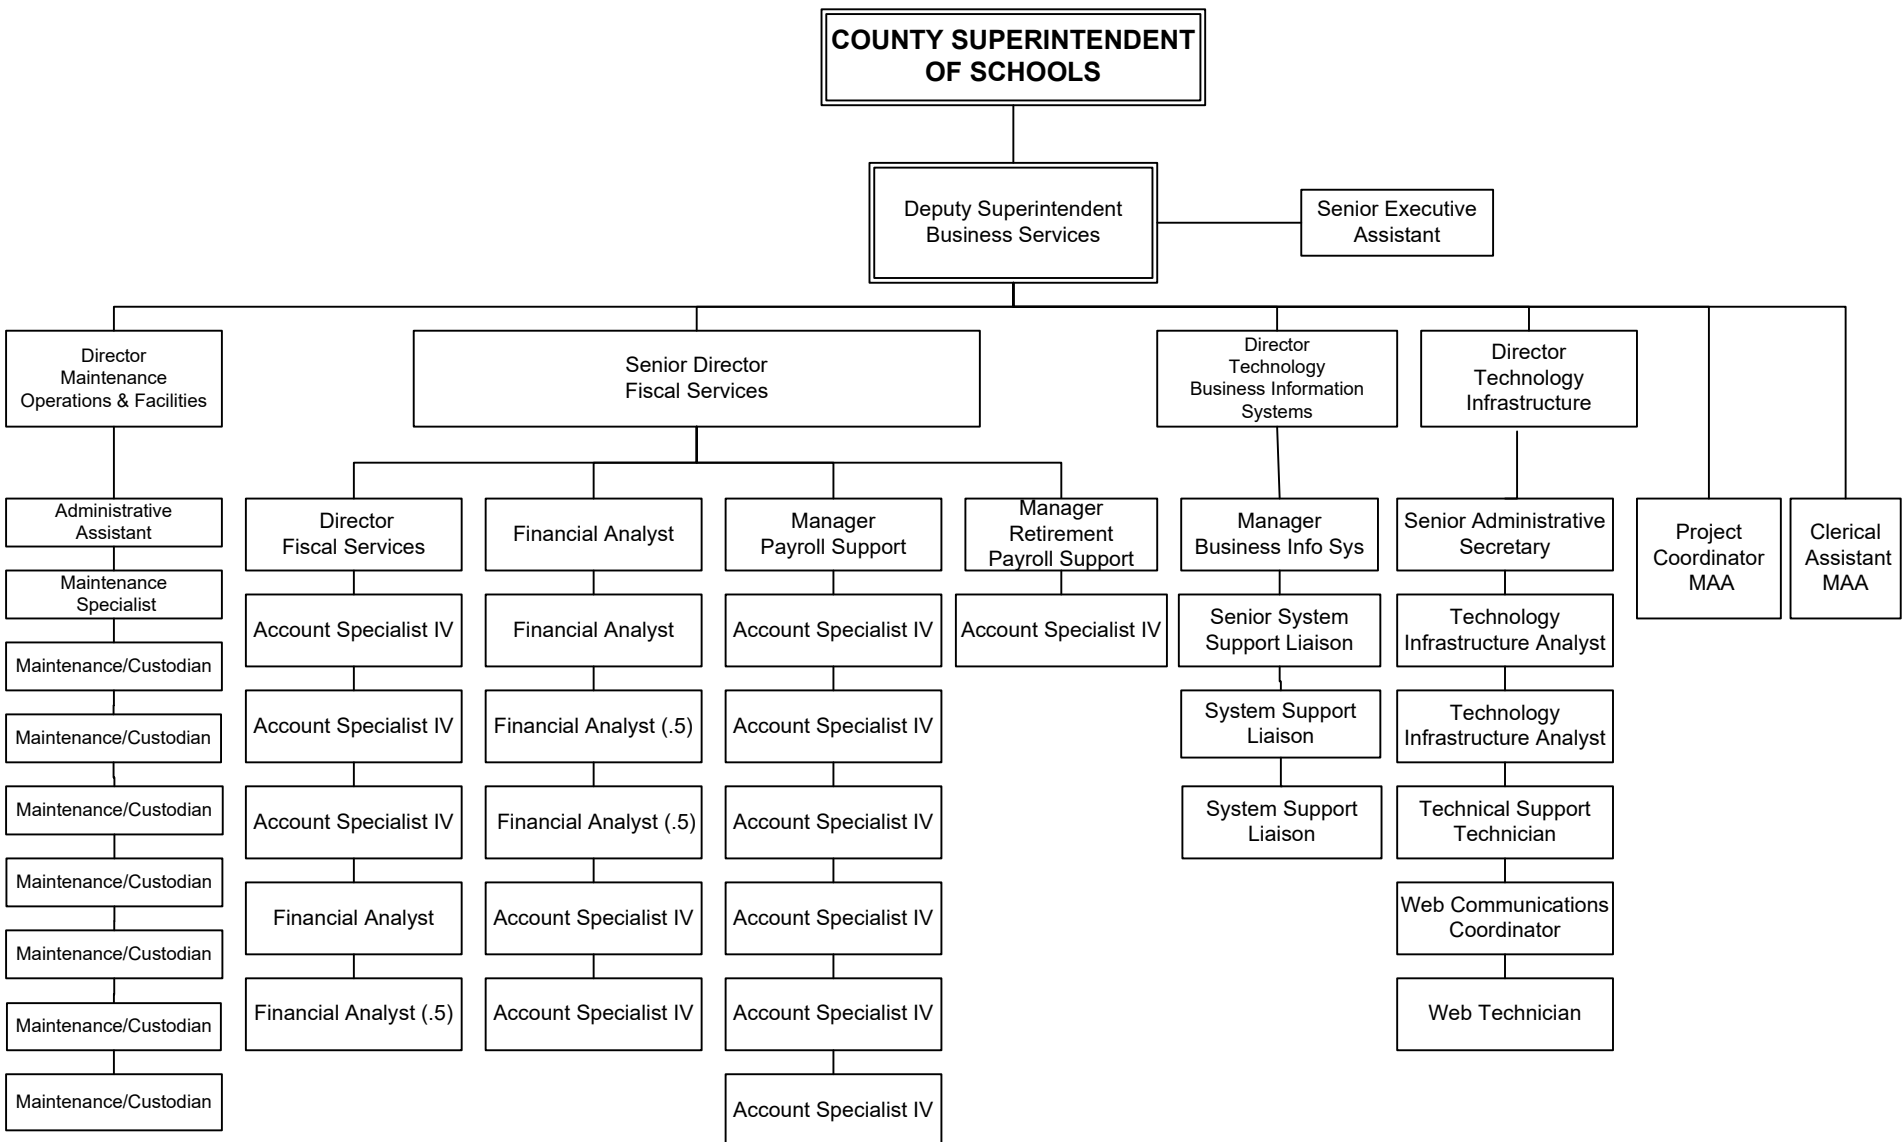 COUNTY SUPERINTENDENT
OF SCHOOLS
Deputy Superintendent
Business Services
Senior Executive
Assistant
Director
Maintenance
Operations & Facilities
Senior Director
Fiscal Services
Director
Technology
Business Information
Systems
Director
Technology
Infrastructure
Administrative
Assistant
Maintenance
Specialist
Maintenance/Custodian
Maintenance/Custodian
Maintenance/Custodian
Maintenance/Custodian
Maintenance/Custodian
Maintenance/Custodian
Maintenance/Custodian
Director
Fiscal Services
Account Specialist IV
Account Specialist IV
Account Specialist IV
Financial Analyst
Financial Analyst (.5)
Financial Analyst
Financial Analyst
Financial Analyst (.5)
Financial Analyst (.5)
Account Specialist IV
Account Specialist IV
Manager
Payroll Support
Account Specialist IV
Account Specialist IV
Account Specialist IV
Account Specialist IV
Account Specialist IV
Account Specialist IV
Manager
Retirement
Payroll Support
Account Specialist IV
Manager
Business Info Sys
Senior System
Support Liaison
System Support
Liaison
System Support
Liaison
Senior Administrative
Secretary
Technology
Infrastructure Analyst
Technology
Infrastructure Analyst
Technical Support
Technician
Web Communications
Coordinator
Web Technician
Project
Coordinator
MAA
Clerical
Assistant
MAA